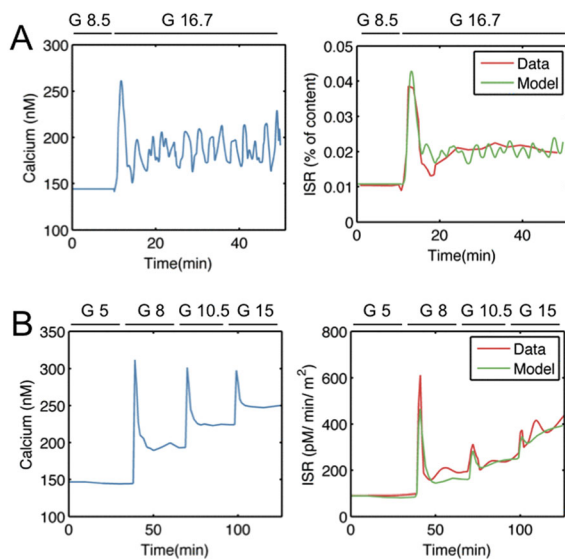 A
G 8.5 G 16.7
Calcium (nM)
300
250
200
150
100
0 20 40
Time(min)
G 8.5 G 16.7
ISR (% of content)
0.05
0.04
0.03
0.02
0.01
0
Data
Model
0 20 40
Time(min)
B
G 5 G 8 G 10.5 G 15
Calcium (nM)
350
300
250
200
150
100
0 50 100
Time(min)
G 5 G 8 G 10.5 G 15
ISR (pM/ min/ m²)
800
600
400
200
0
Data
Model
0 50 100
Time(min)